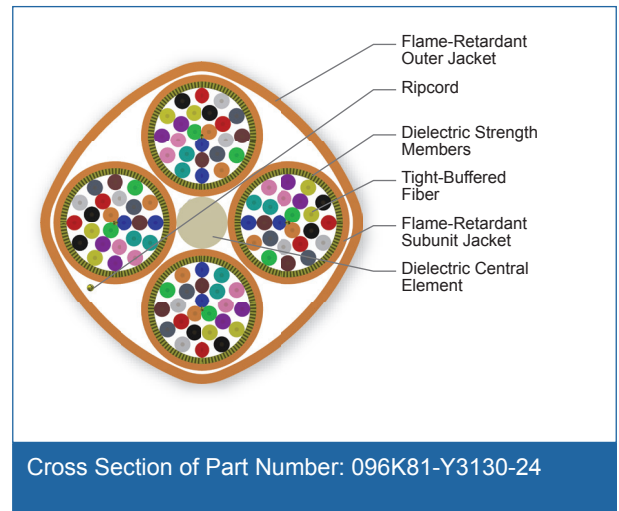 Flame-Retardant
Outer Jacket
Ripcord
Dielectric Strength
Members
Tight-Buffered
Fiber
Flame-Retardant
Subunit Jacket
Dielectric Central
Element
Cross Section of Part Number: 096K81-Y3130-24